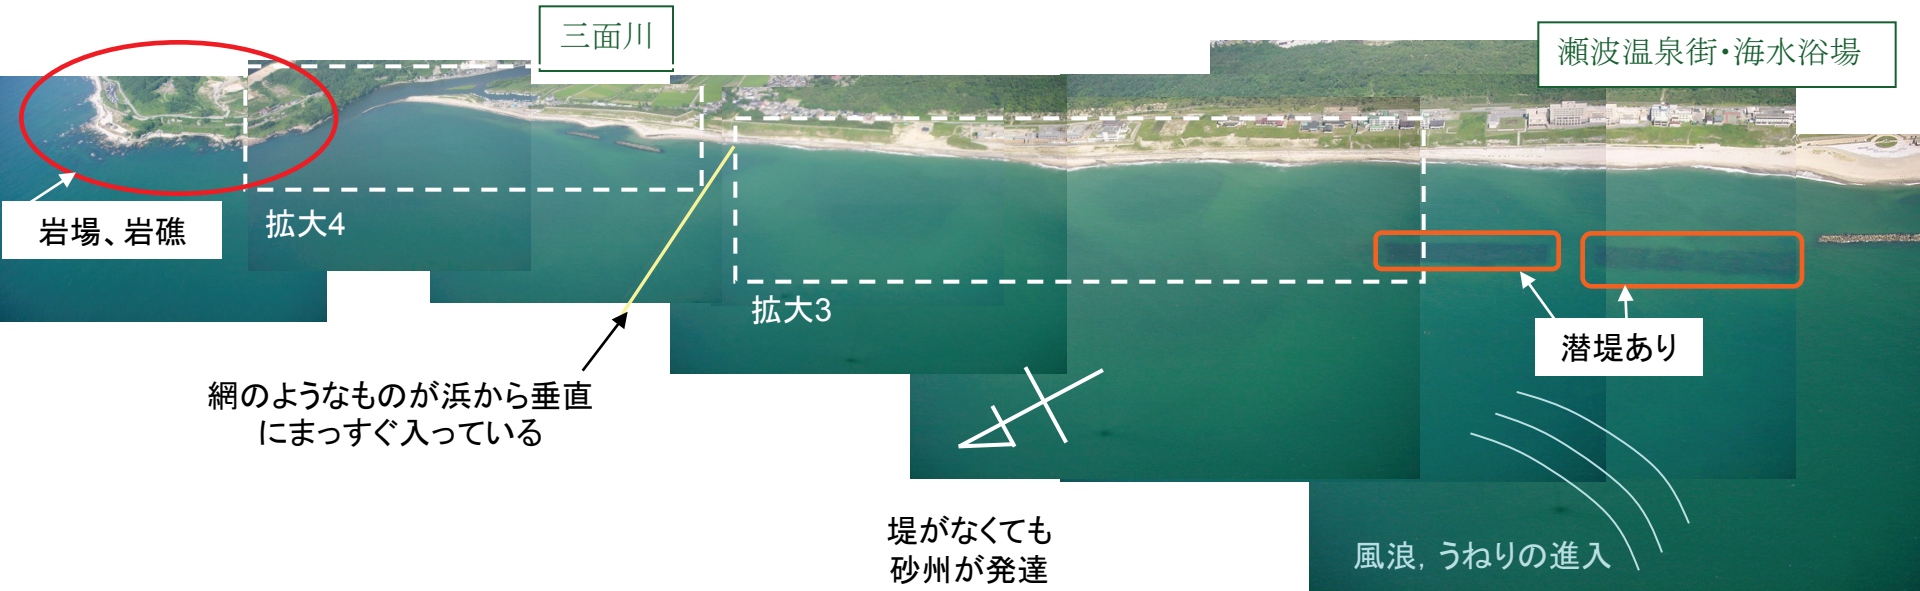 三面川
瀬波温泉街・海水浴場
岩場、岩礁
拡大4
拡大3
潜堤あり
網のようなものが浜から垂直
にまっすぐ入っている
堤がなくても
砂州が発達
風浪，うねりの進入